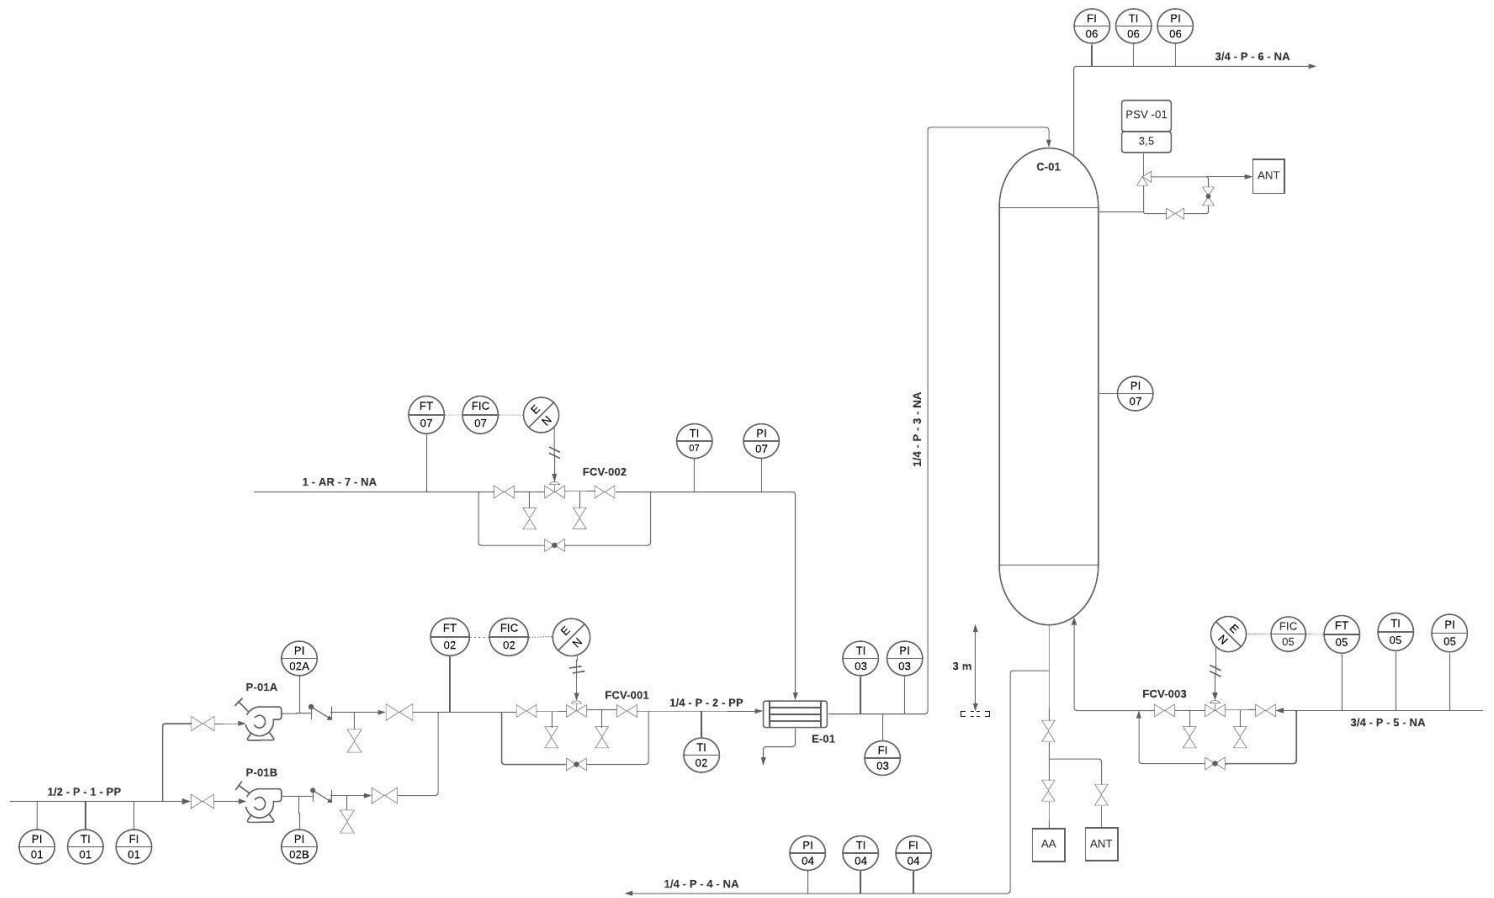 FI
06
TI
06
PI
06
3/4 - P - 6 - NA
PSV -01
3,5
ANT
C-01
1/4 - P - 3 - NA
PI
07
FT
07
FIC
07
E
N
FCV-002
TI
07
PI
07
1 - AR - 7 - NA
FT
02
FIC
02
E
N
FCV-001
1/4 - P - 2 - PP
TI
02
PI
02A
P-01A
P-01B
1/2 - P - 1 - PP
PI
01
TI
01
FI
01
PI
02B
E-01
TI
03
PI
03
FI
03
3 m
E
N
FIC
05
FT
05
TI
05
PI
05
FCV-003
3/4 - P - 5 - NA
AA
ANT
PI
04
TI
04
FI
04
1/4 - P - 4 - NA